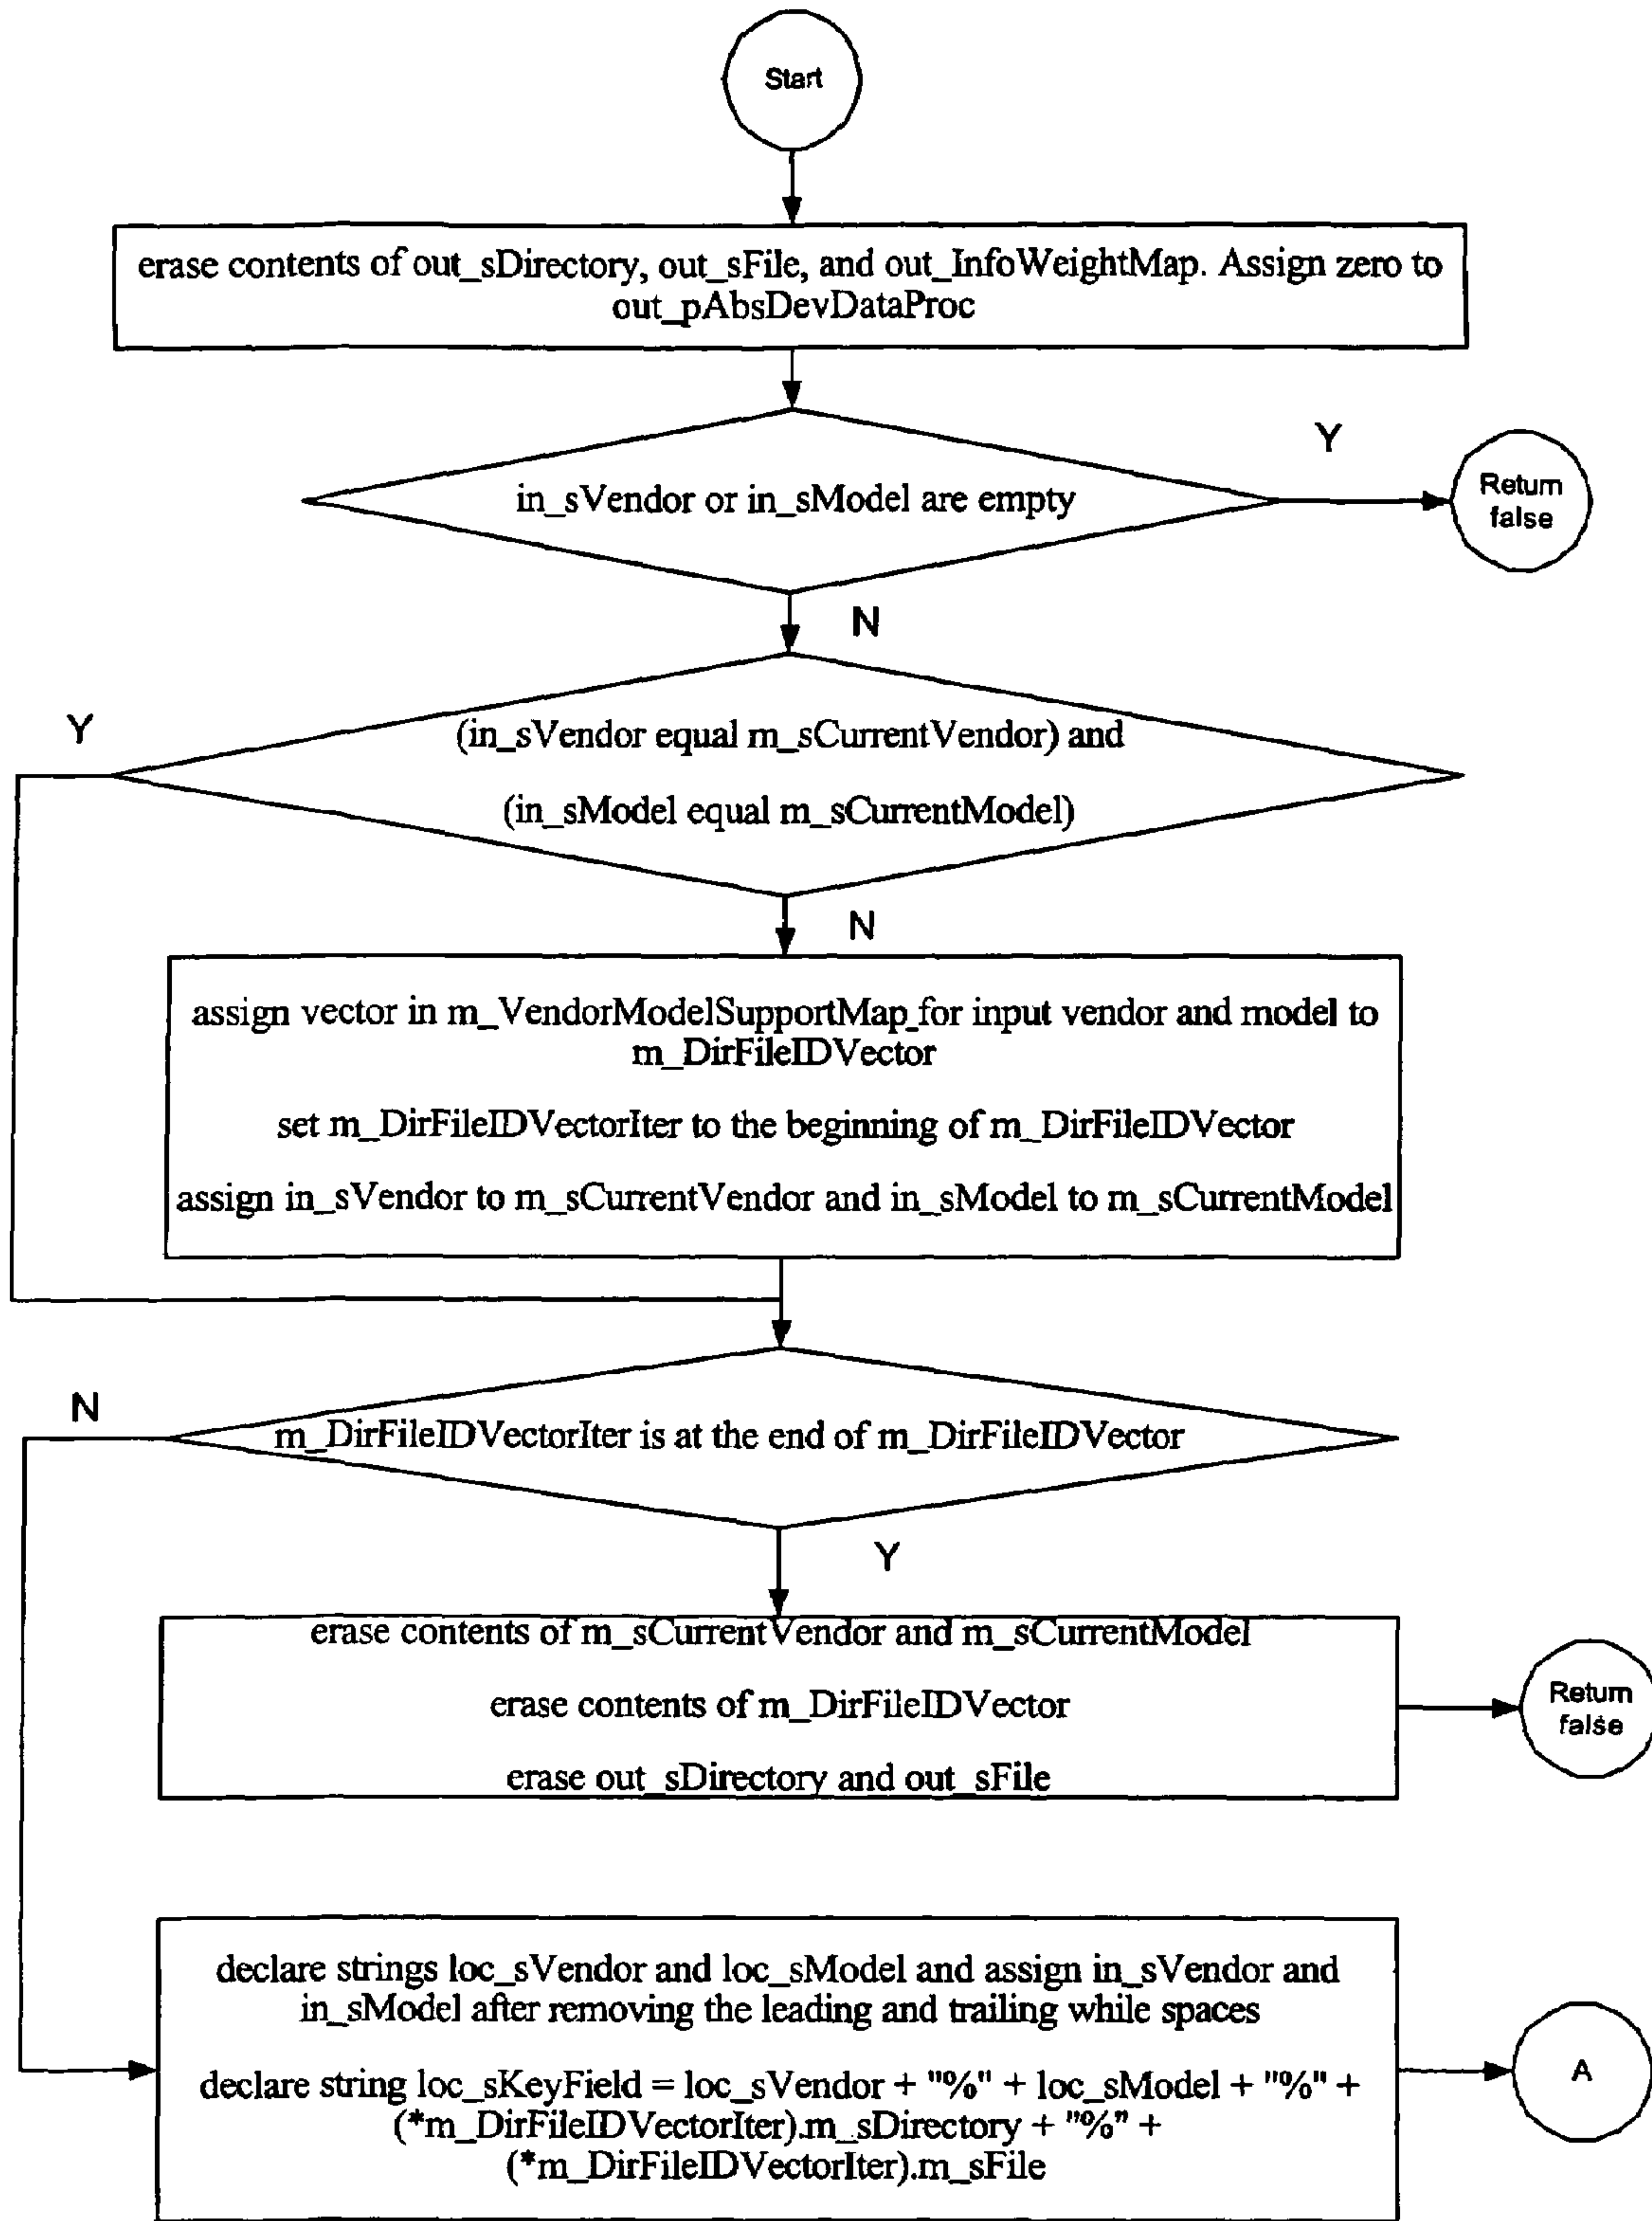 Start
erase contents of out_sDirectory, out_sFile, and out_InfoWeightMap. Assign zero to
out_pAbsDevDataProc
Y
in_sVendor or in_sModel are empty
Return
false
N
Y
(in_sVendor equal m_sCurrentVendor) and
(in_sModel equal m_sCurrentModel)
N
assign vector in m_VendorModelSupportMap_for input vendor and model to
m_DirFileIDVector
set m_DirFileIDVectorIter to the beginning of m_DirFileIDVector
assign in_sVendor to m_sCurrentVendor and in_sModel to m_sCurrentModel
N
m_DirFileIDVectorIter is at the end of m_DirFileIDVector
Y
erase contents of m_sCurrentVendor and m_sCurrentModel
erase contents of m_DirFileIDVector
erase out_sDirectory and out_sFile
Return
false
declare strings loc_sVendor and loc_sModel and assign in_sVendor and
in_sModel after removing the leading and trailing while spaces
declare string loc_sKeyField = loc_sVendor + "%" + loc_sModel + "%" +
(*m_DirFileIDVectorIter).m_sDirectory + "%" +
(*m_DirFileIDVectorIter).m_sFile
A